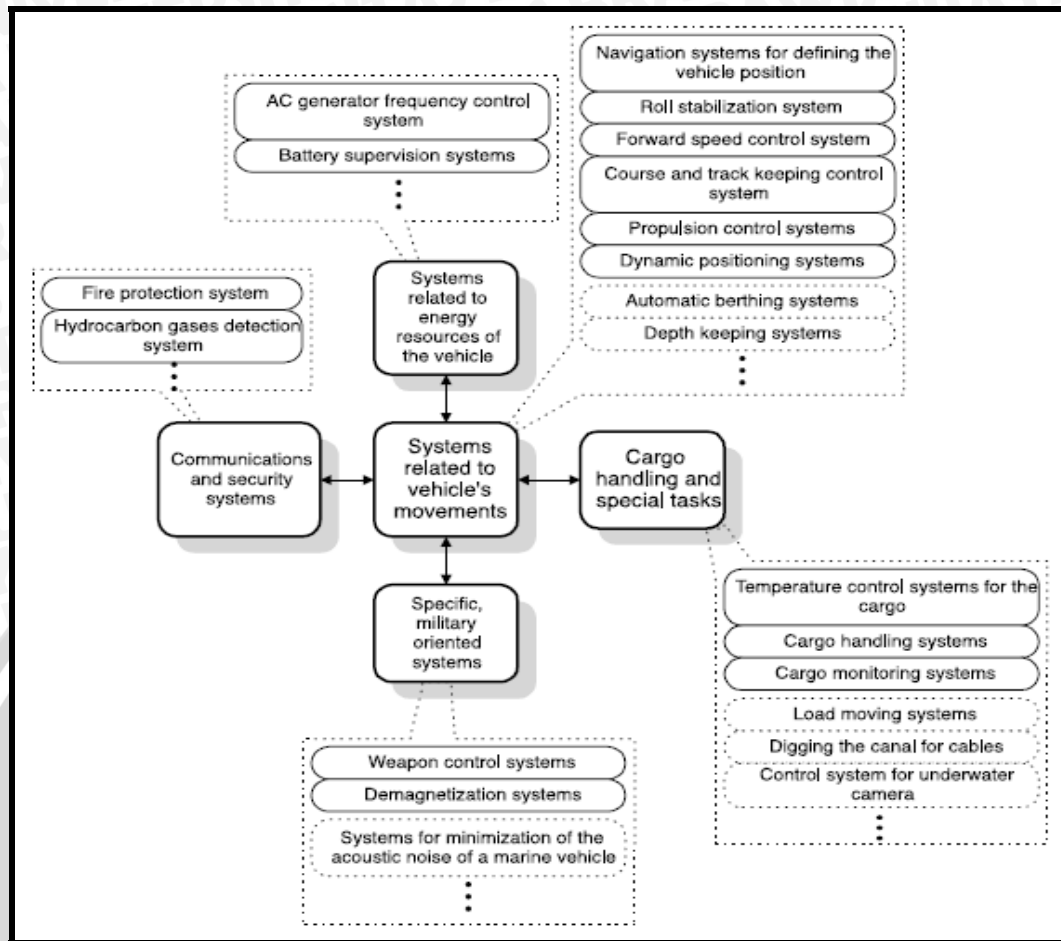 Navigation systems for defining the
vehicle position
Roll stabilization system
Forward speed control system
Course and track keeping control
system
Propulsion control systems
Dynamic positioning systems
Automatic berthing systems
Depth keeping systems
AC generator frequency control
system
Battery supervision systems
Fire protection system
Hydrocarbon gases detection
system
Systems
related to
energy
resources of
the vehicle
Communications
and security
systems
Systems
related to
vehicle's
movements
Cargo
handling and
special tasks
Specific,
military
oriented
systems
Temperature control systems for the
cargo
Cargo handling systems
Cargo monitoring systems
Load moving systems
Digging the canal for cables
Control system for underwater
camera
Weapon control systems
Demagnetization systems
Systems for minimization of the
acoustic noise of a marine vehicle